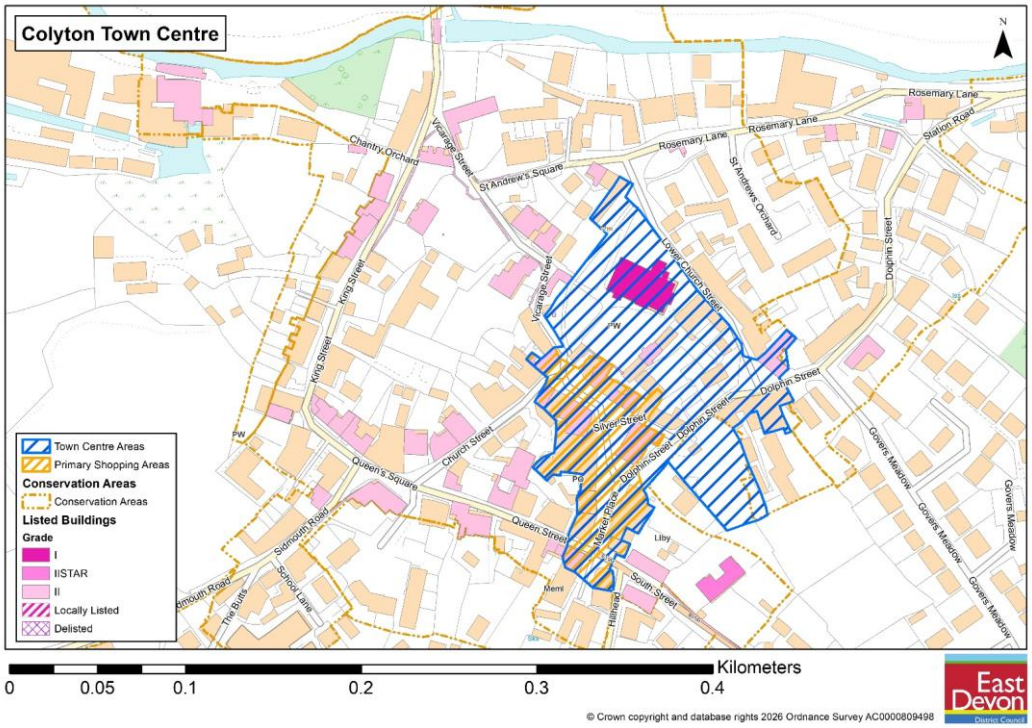 Colyton Town Centre
N
Rosemary Lane
Station Road
Rosemary Lane
Rosemary Lane
Vicarage Street
Chantry Orchard
St Andrew's Square
St Andrews Orchard
Dolphin Street
Lower Church Street
King Street
Vicarage Street
PW
King Street
Dolphin Street
Silver Street
Dolphin Street
Dolphin Street
Church Street
PW
Queen's Square
PO
Market Place
Queen Street
Govers Meadow
Govers Meadow
Govers Meadow
Govers Meadow
Liby
South Street
Meml
Hillhead
Sidmouth Road
School Lane
The Butts
dmouth Road
Town Centre Areas
Primary Shopping Areas
Conservation Areas
Conservation Areas
Listed Buildings
Grade
I
IISTAR
II
Locally Listed
Delisted
Kilometers
0 0.05 0.1 0.2 0.3 0.4
© Crown copyright and database rights 2026 Ordnance Survey AC0000809498
East
Devon
District Council